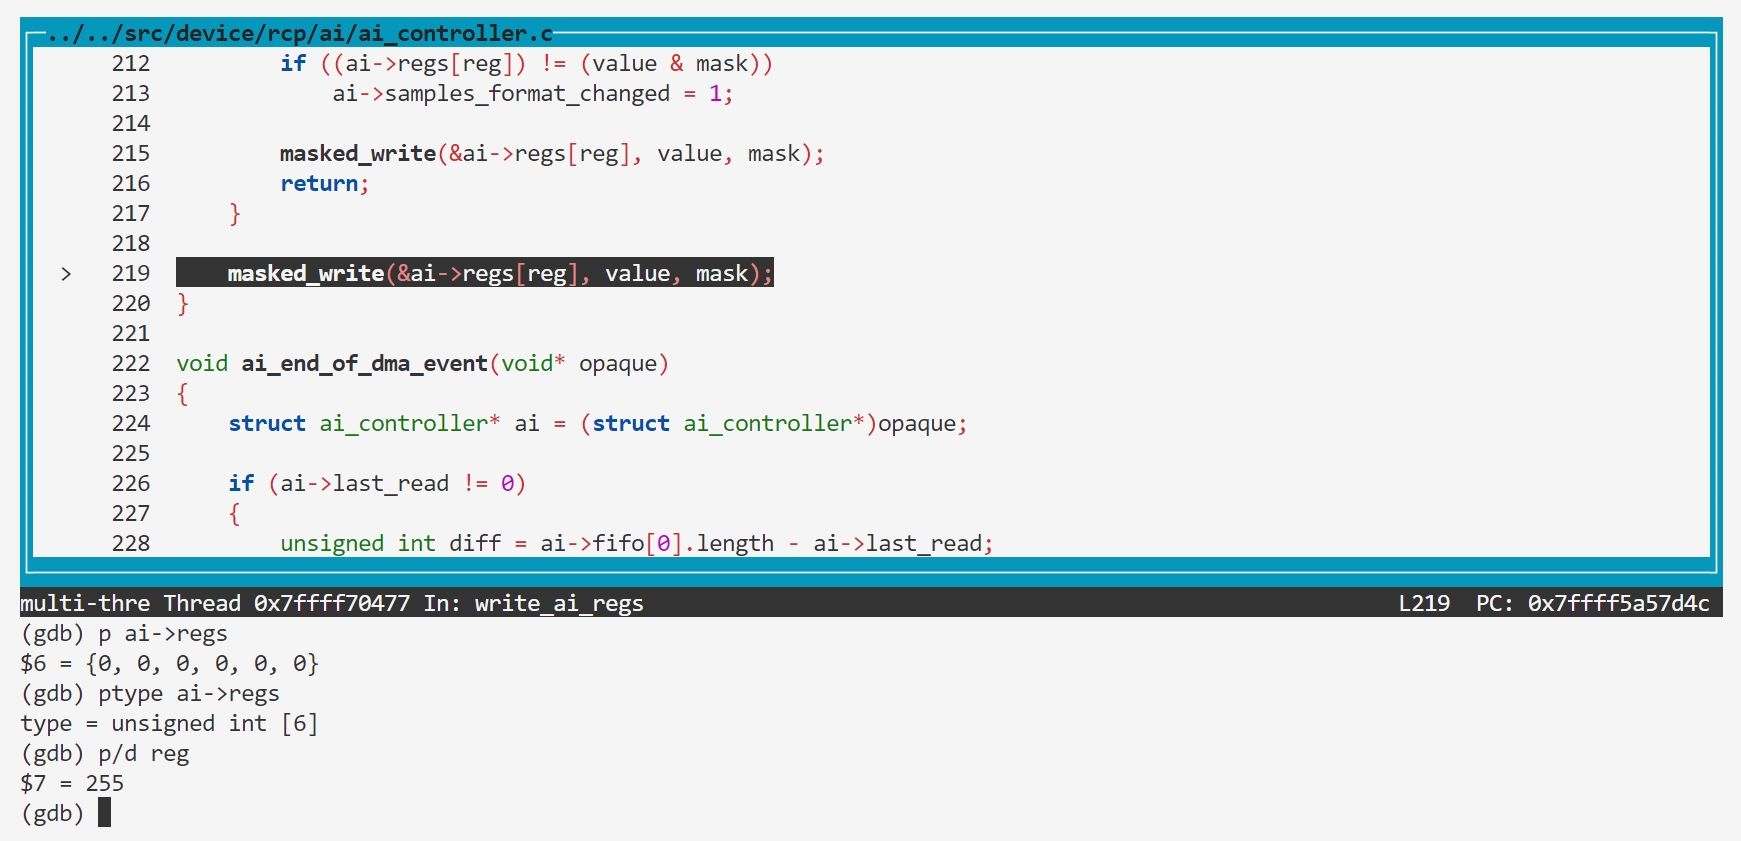 ../../src/device/rcp/ai/ai_controller.c
212 if ((ai->regs[reg]) != (value & mask))
213 ai->samples_format_changed = 1;
214
215 masked_write(&ai->regs[reg], value, mask);
216 return;
217 }
218
> 219 masked_write(&ai->regs[reg], value, mask);
220 }
221
222 void ai_end_of_dma_event(void* opaque)
223 {
224 struct ai_controller* ai = (struct ai_controller*)opaque;
225
226 if (ai->last_read != 0)
227 {
228 unsigned int diff = ai->fifo[0].length - ai->last_read;
multi-thre Thread 0x7ffff70477 In: write_ai_regs L219 PC: 0x7ffff5a57d4c
(gdb) p ai->regs
$6 = {0, 0, 0, 0, 0, 0}
(gdb) ptype ai->regs
type = unsigned int [6]
(gdb) p/d reg
$7 = 255
(gdb)